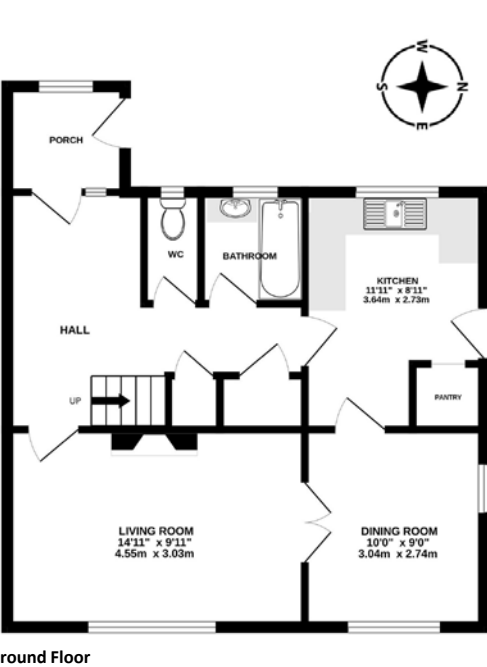 W
S
N
E
PORCH
WC
BATHROOM
KITCHEN
11'11" x 8'11"
3.64m x 2.73m
HALL
UP
PANTRY
LIVING ROOM
14'11" x 9'11"
4.55m x 3.03m
DINING ROOM
10'0" x 9'0"
3.04m x 2.74m
round Floor